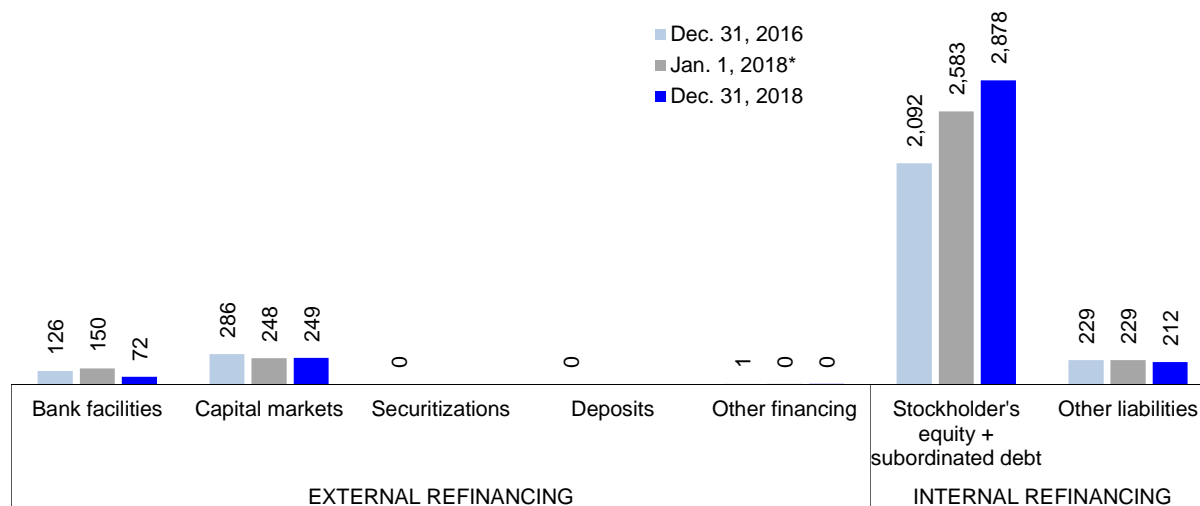 Dec. 31, 2016
Jan. 1, 2018*
Dec. 31, 2018
126
150
72
286
248
249
0
0
1
0
0
2,092
2,583
2,878
229
229
212
Bank facilities
Capital markets
Securitizations
Deposits
Other financing
Stockholder's
equity +
subordinated debt
Other liabilities
EXTERNAL REFINANCING
INTERNAL REFINANCING